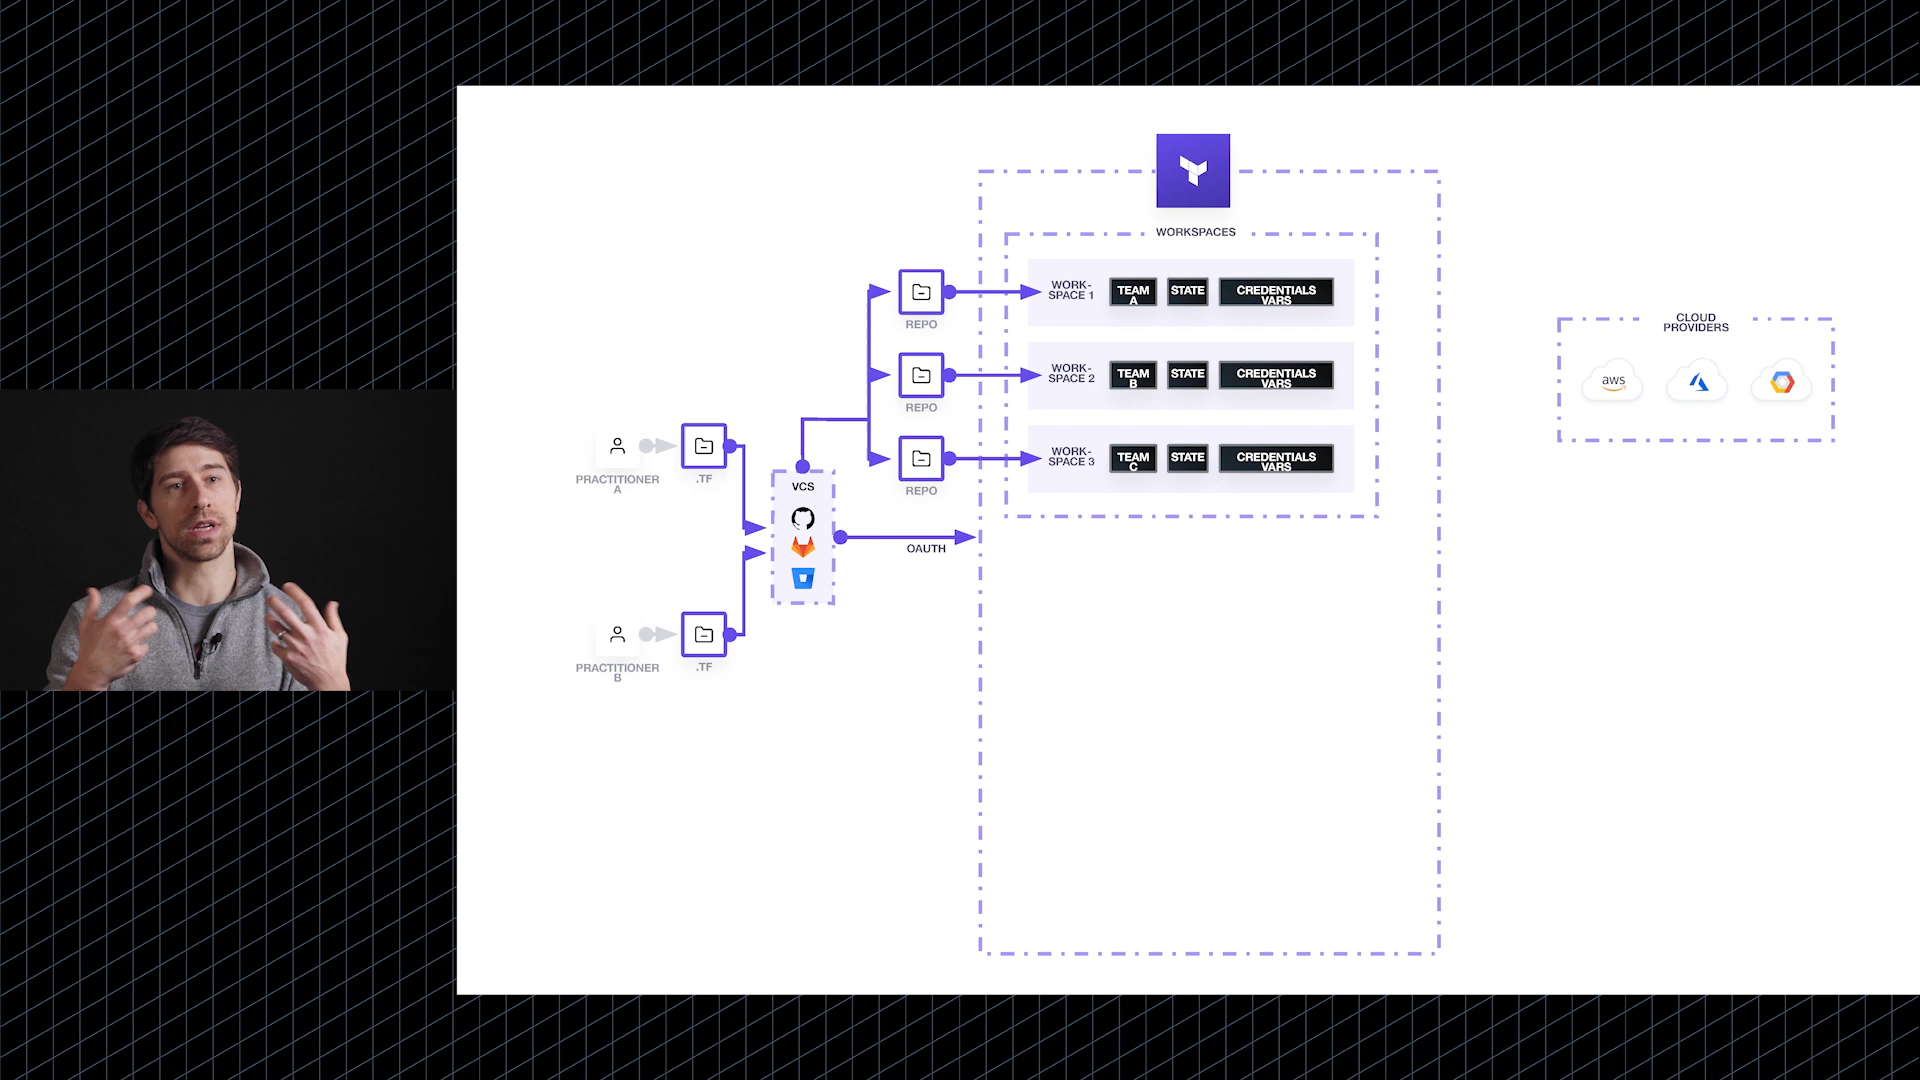 WORKSPACES
WORK-
SPACE 1
TEAM
A
STATE
CREDENTIALS
VARS
REPO
WORK-
SPACE 2
TEAM
B
STATE
CREDENTIALS
VARS
REPO
WORK-
SPACE 3
TEAM
C
STATE
CREDENTIALS
VARS
REPO
CLOUD
PROVIDERS
aws
PRACTITIONER
A
.TF
VCS
OAUTH
PRACTITIONER
B
.TF